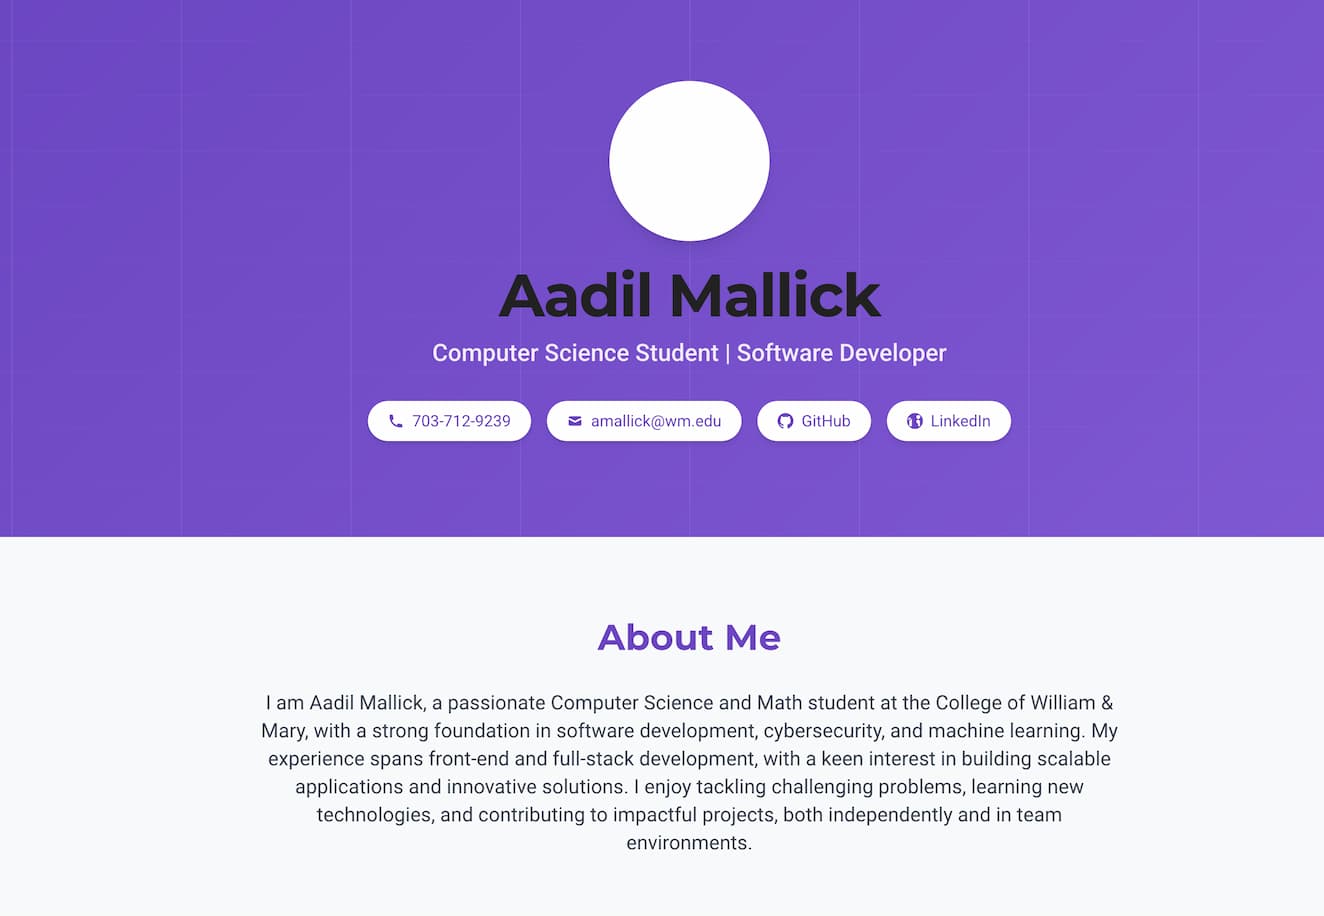 Aadil Mallick
Computer Science Student | Software Developer
703-712-9239 amallick@wm.edu GitHub LinkedIn
About Me
I am Aadil Mallick, a passionate Computer Science and Math student at the College of William &
Mary, with a strong foundation in software development, cybersecurity, and machine learning. My
experience spans front-end and full-stack development, with a keen interest in building scalable
applications and innovative solutions. I enjoy tackling challenging problems, learning new
technologies, and contributing to impactful projects, both independently and in team
environments.